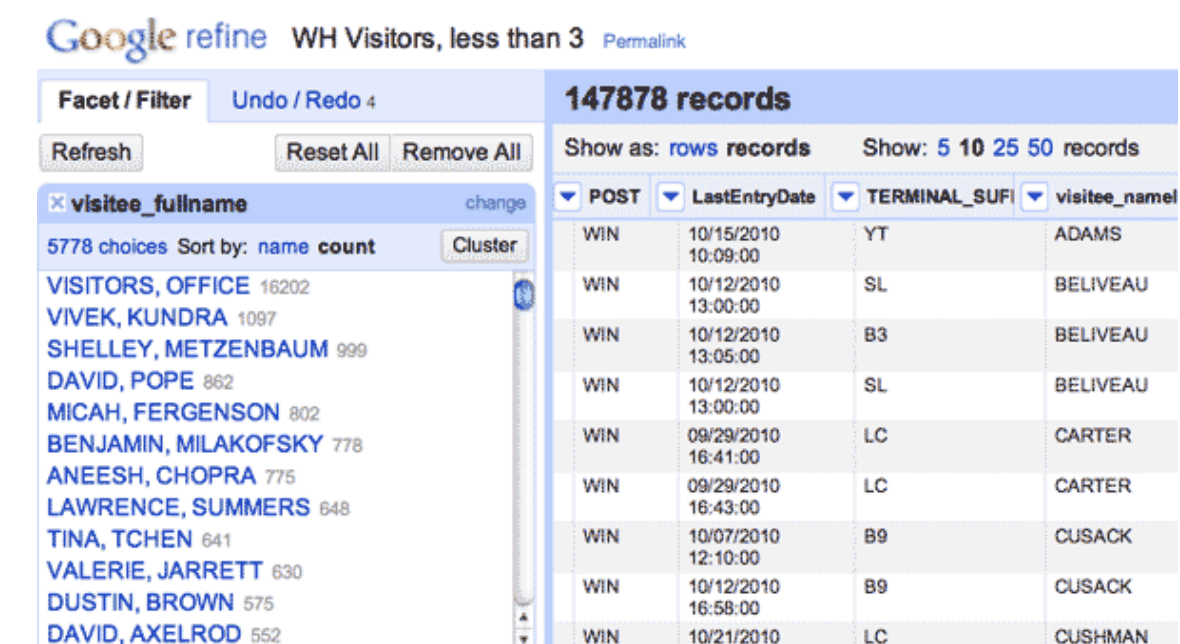 Google refine WH Visitors, less than 3 Permalink
Facet / Filter Undo / Redo 4
Refresh Reset All Remove All
visitee_fullname change
5778 choices Sort by: name count Cluster
VISITORS, OFFICE 16202
VIVEK, KUNDRA 1097
SHELLEY, METZENBAUM 999
DAVID, POPE 862
MICAH, FERGENSON 802
BENJAMIN, MILAKOFSKY 778
ANEESH, CHOPRA 775
LAWRENCE, SUMMERS 648
TINA, TCHEN 641
VALERIE, JARRETT 630
DUSTIN, BROWN 575
DAVID, AXELROD 552
147878 records
Show as: rows records Show: 5 10 25 50 records
POST LastEntryDate TERMINAL_SUFI visitee_namel
WIN 10/15/2010 YT ADAMS
10:09:00
WIN 10/12/2010 SL BELIVEAU
13:00:00
WIN 10/12/2010 B3 BELIVEAU
13:05:00
WIN 10/12/2010 SL BELIVEAU
13:00:00
WIN 09/29/2010 LC CARTER
16:41:00
WIN 09/29/2010 LC CARTER
16:43:00
WIN 10/07/2010 B9 CUSACK
12:10:00
WIN 10/12/2010 B9 CUSACK
16:58:00
WIN 10/21/2010 LC CUSHMAN